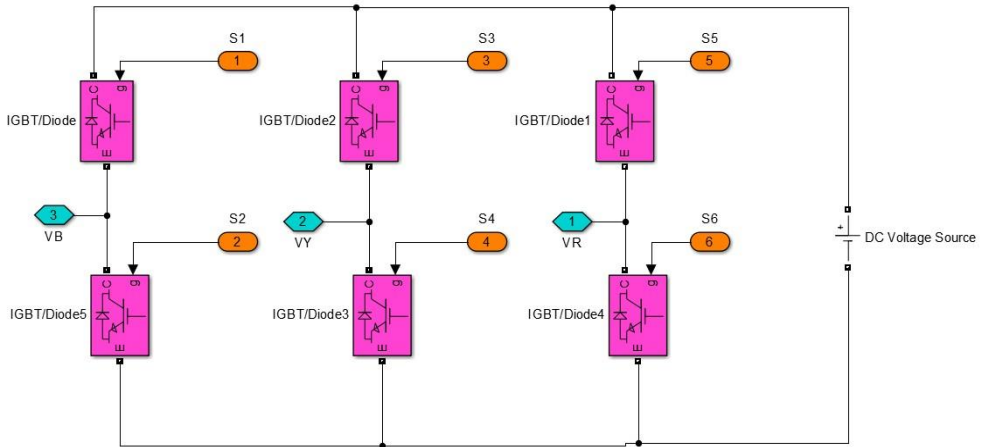 S1
1
S3
3
S5
5
C
g
E
IGBT/Diode
C
g
E
IGBT/Diode2
C
g
E
IGBT/Diode1
3
VB
2
VY
1
VR
S2
2
S4
4
S6
6
+
DC Voltage Source
C
g
E
IGBT/Diode5
C
g
E
IGBT/Diode3
C
g
E
IGBT/Diode4